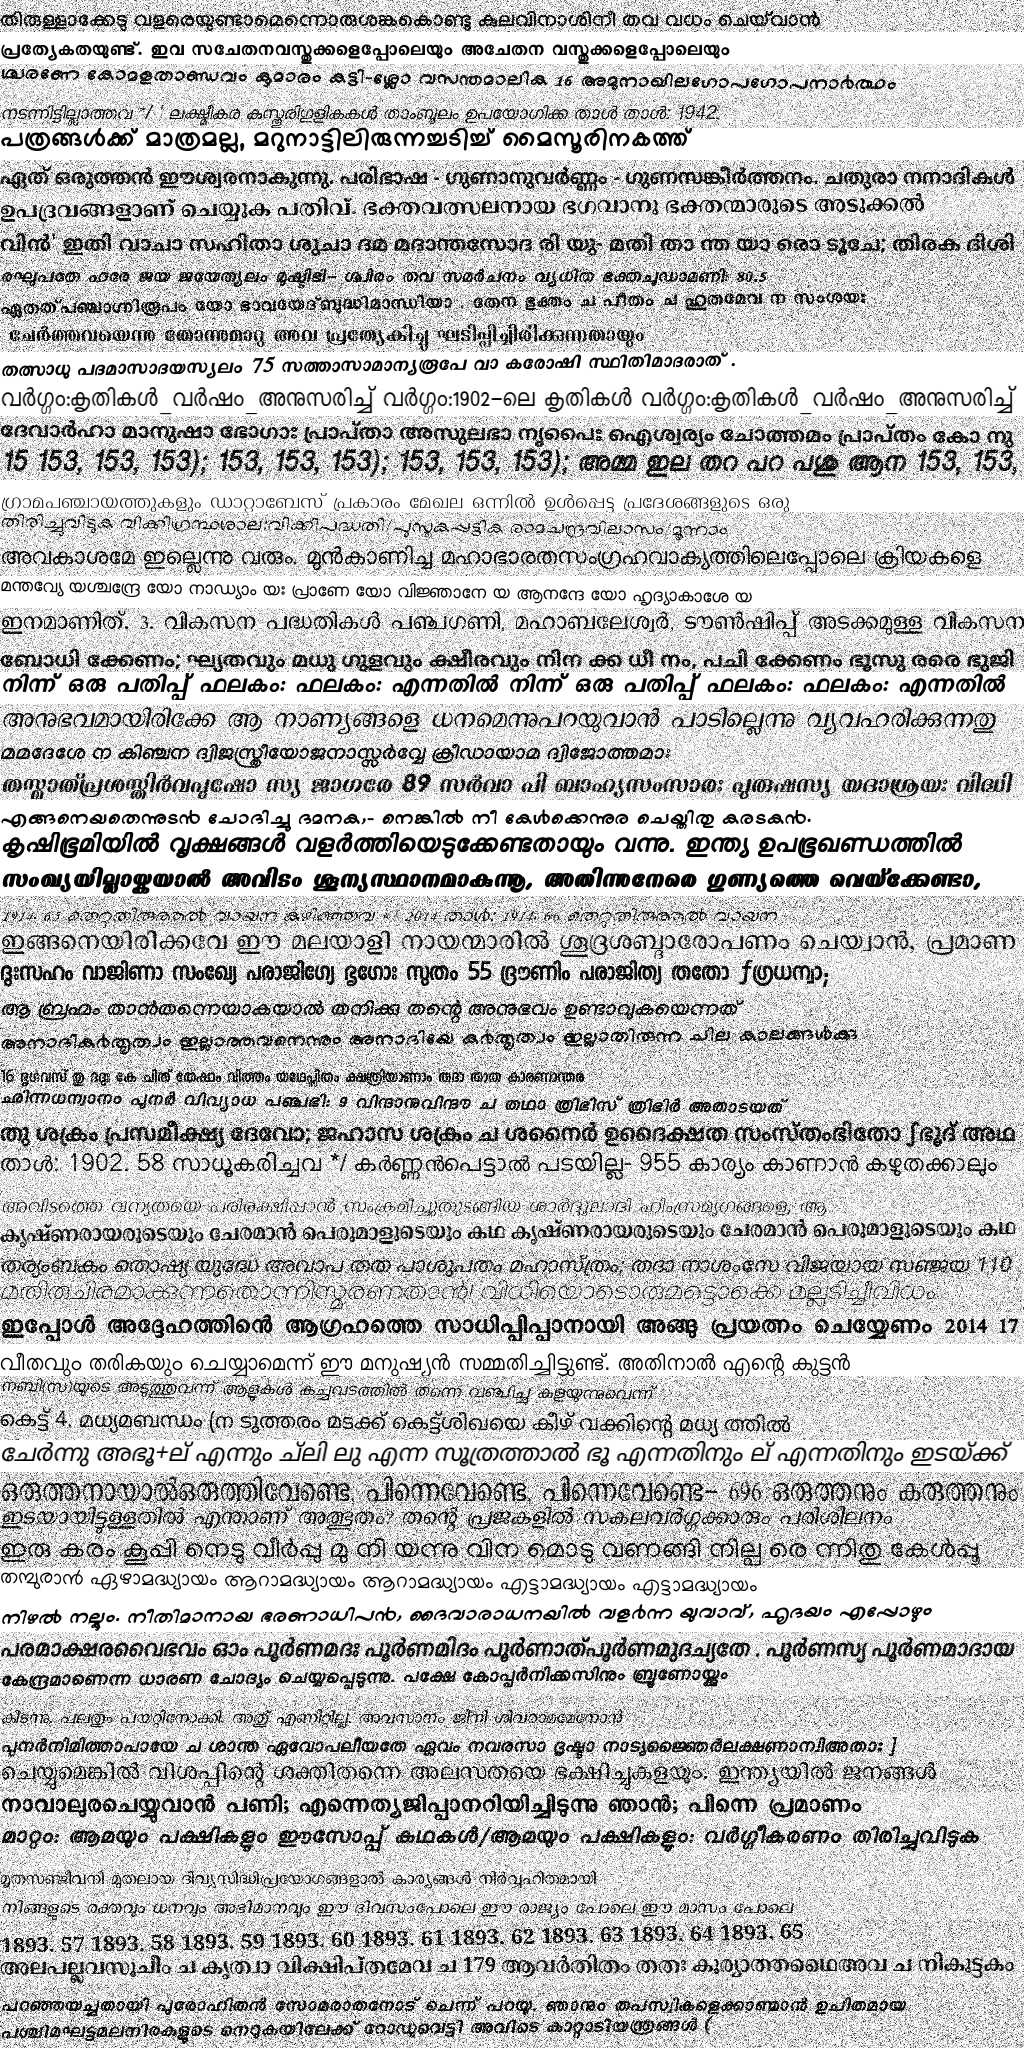 തിരുള്ളാക്കേടു വളരെയുണ്ടാമെന്നൊരുശങ്കകൊണ്ടു കുലവിനാശിനീ തവ വധം ചെയ്‌വാൻ
പ്രത്യേകതയുണ്ട്. ഇവ സചേതനവസ്തുക്കളെപ്പോലെയും അചേതന വസ്തുക്കളെപ്പോലെയും
കോമളതാണ്ഡവം കുമാരം കുട്ടി-ശ്ലോ വസന്തമാലിക 16 അമൂനാഖിലഗോപഗോപനാർത്ഥം
നടന്നിട്ടില്ലാത്തവ */ ' ലക്ഷ്മീകര കസ്തൂരിഗുളികകൾ താംബൂലം ഉപയോഗിക്ക താൾ താൾ: 1942.
പത്രങ്ങൾക്ക് മാത്രമല്ല, മറുനാട്ടിലിരുന്നച്ചടിച്ച് മൈസൂരിനകത്ത്
ഏത് ഒരുത്തൻ ഈശ്വരനാകുന്നു. പരിഭാഷ - ഗുണാനുവർണ്ണം - ഗുണസങ്കീർത്തനം. ചതുരാ നനാദികുൾ
ഉപദ്രവങ്ങളാണ് ചെയ്യുക പതിവ്. ഭക്തവത്സലനായ ഭഗവാനു ഭക്തന്മാരുടെ അടുക്കൽ
വിൻ' ഇതി വാചാ സഹിതാ ശുചാ ദമ മദാന്തസോദ രി യു- മതി താ ന്ത യാ രൊ ടൂചേ; തിരക ദിശി
രഘുപതേ ഹരേ ജയ ജയേത്യലം മുഷ്ടിഭി- ശ്ചിരം തവ സമർചനം വ്യധിത ഭക്തചൂഡാമണിഃ 80.5
ഏതത്പഞ്ചാഗ്നിരൂപം യോ ഭാവയേദ്ബുദ്ധിമാന്ധീയാ . തേന ഭുക്തം ച പീതം ച ഹുതമേവ ന സംശയഃ
ചേർത്തവയെന്നു തോന്നുമാറു അവ പ്രത്യേകിച്ചു ഘടിപ്പിച്ചിരിക്കുന്നതായും
തത്സാധു പദമാസാദയസ്യലം 75 സത്താസാമാന്യരൂപേ വാ കരോഷി സ്ഥിതിമാദരാത് .
വർഗ്ഗം:കൃതികൾ_വർഷം_അനുസരിച്ച് വർഗ്ഗം:1902-ലെ കൃതികൾ വർഗ്ഗം:കൃതികൾ_വർഷം_അനുസരിച്ച്
ദേവാർഹാ മാനുഷാ ഭോഗാഃ പ്രാപ്താ അസുലഭാ നൃപൈഃ ഐശ്വര്യം ചോത്തമം പ്രാപ്തം കോ നു
15 153, 153, 153); 153, 153, 153); 153, 153, 153); അമ്മ ഇല തറ പറ പശു ആന 153, 153,
ഗ്രാമപഞ്ചായത്തുകളും ഡാറ്റാബേസ് പ്രകാരം മേഖല ഒന്നിൽ ഉൾപ്പെട്ട പ്രദേശങ്ങളുടെ ഒരു
തിരിച്ചുവിടുക വിക്കിഗ്രന്ഥശാല:വിക്കിപദ്ധതി/പുസ്തകപ്പട്ടിക രാമചന്ദ്രവിലാസം/മൂന്നാം
അവകാശമേ ഇല്ലെന്നു വരും. മുൻകാണിച്ച മഹാഭാരതസംഗ്രഹവാക്യത്തിലെപ്പോലെ ക്രിയകളെ
മന്തവ്യേ യശ്ചന്ദ്രേ യോ നാഡ്യാം യഃ പ്രാണേ യോ വിജ്ഞാനേ യ ആനന്ദേ യോ ഹൃദ്യാകാശേ യ
ഇനമാണിത്. 3. വികസന പദ്ധതികൾ പഞ്ചഗണി, മഹാബലേശ്വർ, ടൗൺഷിപ്പ് അടക്കമുള്ള വികസന
ബോധി ക്കേണം; ഘ്യതവും മധു ഗുളവും ക്ഷീരവും നിന ക്ക ധീ നം, പചി ക്കേണം ഭൂസു രരെ ഭുജി
നിന്ന് ഒരു പതിപ്പ് ഫലകം: ഫലകം: എന്നതിൽ നിന്ന് ഒരു പതിപ്പ് ഫലകം: ഫലകം: എന്നതിൽ
അനുഭവമായിരിക്കേ ആ നാണ്യങ്ങളെ ധനമെന്നുപറയുവാൻ പാടില്ലെന്നു വ്യവഹരിക്കുന്നതു
മമദേശേ ന കിഞ്ചന ദ്വിജസ്ത്രീയോജനാസ്സർവ്വേ ക്രീഡായാമ ദ്വിജോത്തമാഃ
തസ്മാത്പ്രശസ്തിർവപുഷോ സ്യ ജാഗരേ 89 സർവാ പി ബാഹ്യസംസാരഃ പുരുഷസ്യ യദാശ്രയഃ വിദ്ധി
എങ്ങനെയതെന്നുടൻ ചോദിച്ചു ദമനക,- നെങ്കിൽ നീ കേൾക്കെന്നുര ചെയ്തിതു കരടകൻ.
കൃഷിഭൂമിയിൽ വൃക്ഷങ്ങൾ വളർത്തിയെടുക്കേണ്ടതായും വന്നു. ഇന്ത്യ ഉപഭൂഖണ്ഡത്തിൽ
സംഖ്യയില്ലായ്കയാൽ അവിടം ശൂന്യസ്ഥാനമാകുന്നൂ, അതിന്നുനേരെ ഗുണ്യത്തെ വെയ്ക്കേണ്ടാ,
1914. 63 തെറ്റുതിരുത്തൽ വായന കഴിഞ്ഞവ */ 2014 താൾ: 1914. 66 തെറ്റുതിരുത്തൽ വായന
ഇങ്ങനെയിരിക്കവേ ഈ മലയാളി നായന്മാരിൽ ശൂദ്രശബ്ദാരോപണം ചെയ്വാൻ, പ്രമാണ
ദുഃസഹം വാജിണാ സംഖ്യേ പരാജിഗ്യേ ഭൃഗോഃ സുതം 55 ദ്രൗണിം പരാജിത്യ തതോ ƒഗ്രധന്വാ;
ആ ബ്രഹ്മം താൻതന്നെയാകയാൽ തനിക്കു തന്റെ അനുഭവം ഉണ്ടാവുകയെന്നത്
അനാദികർതൃത്വം ഇല്ലാത്തവനെന്നും അനാദിയേ കർതൃത്വം ഇല്ലാതിരുന്ന ചില കാലങ്ങൾക്കു
ഛിന്നധന്വാനം പുനർ വിവ്യാധ പഞ്ചഭിഃ 9 വിന്ദാനുവിന്ദൗ ച തഥാ ത്രിഭിസ് ത്രിഭിർ അതാടയത്
തു ശക്രം പ്രസമീക്ഷ്യ ദേവോ; ജഹാസ ശക്രം ച ശനൈർ ഉദൈക്ഷത സംസ്തംഭിതോ ƒഭൂദ് അഥ
താൾ: 1902. 58 സാധൂകരിച്ചവ */ കർണ്ണൻപെട്ടാൽ പടയില്ല- 955 കാര്യം കാണാൻ കഴുതക്കാലും
അവിടത്തെ വന്യതയെ പരിരക്ഷിപ്പാൻ സംക്രമിച്ചുതുടങ്ങിയ ശാർദ്ദൂലാദി ഹിംസ്രമൃഗങ്ങളെ, ആ
കൃഷ്ണരായരുടെയും ചേരമാൻ പെരുമാളുടെയും കഥ കൃഷ്ണരായരുടെയും ചേരമാൻ പെരുമാളുടെയും കഥ
തര്യംബകം തൊഷ്യ യുദ്ധേ അവാപ തത പാശുപതം മഹാസ്ത്രം; തദാ നാശംസേ വിജയായ സഞ്ജയ 110
മതിരുചിരമാക്കുന്നതൊന്നിസ്മരണതാൻ! വിധിയൊടൊരുമട്ടൊക്കെ മല്ലടിച്ചീവിധം
ഇപ്പോൾ അദ്ദേഹത്തിന്റെ ആഗ്രഹത്തെ സാധിപ്പിപ്പാനായി അങ്ങു പ്രയത്നം ചെയ്യേണം 2014 17
വീതവും തരികയും ചെയ്യാമെന്ന് ഈ മനുഷ്യൻ സമ്മതിച്ചിട്ടുണ്ട്. അതിനാൽ എന്റെ കുട്ടൻ
നബി(സ)യുടെ അടുത്തുവന്ന് ആളുകൾ കച്ചവടത്തിൽ തന്നെ വഞ്ചിച്ചു കളയുന്നുവെന്ന്
കെട്ട് 4. മധ്യമബന്ധം (ന ടുത്തരം മടക്ക് കെട്ട്ശിഖയെ കീഴ് വക്കിന്റെ മധ്യ ത്തിൽ
ചേർന്നു അഭൂ+ല് എന്നും ച്ലി ലു എന്ന സൂത്രത്താൽ ഭൂ എന്നതിനും ല് എന്നതിനും ഇടയ്ക്ക്
ഒരുത്തനായാൽഒരുത്തിവേണ്ടെ, പിന്നെവേണ്ടെ, പിന്നെവേണ്ടെ- 696 ഒരുത്തനും കരുത്തനും
ഇടയായിട്ടുള്ളതിൽ എന്താണ് അത്ഭുതം? തന്റെ പ്രജകളിൽ സകലവർഗ്ഗക്കാരും പരിശീലനം
ഇരു കരം കൂപ്പി നെടു വീർപ്പു മു നി യന്നു വിന മൊടു വണങ്ങി നില്പ രെ ന്നിതു കേൾപ്പൂ
തമ്പുരാൻ ഏഴാമദ്ധ്യായം ആറാമദ്ധ്യായം ആറാമദ്ധ്യായം എട്ടാമദ്ധ്യായം എട്ടാമദ്ധ്യായം
നിഴൽ നല്കും. നീതിമാനായ ഭരണാധിപൻ, ദൈവാരാധനയിൽ വളർന്ന യുവാവ്, ഹൃദയം എപ്പോഴും
പരമാക്ഷരവൈഭവം ഓം പൂർണമദഃ പൂർണമിദം പൂർണാത്പൂർണമുദച്യതേ . പൂർണസ്യ പൂർണമാദായ
കേന്ദ്രമാണെന്ന ധാരണ ചോദ്യം ചെയ്യപ്പെട്ടുന്നു. പക്ഷേ കോപ്പർനിക്കസിനും ബ്രൂണോയ്ക്കും
കിടന്നു. പലതും പയറ്റിനോക്കി. അതു് എണീറ്റില്ല. അവസാനം ജീനി ശിവരാമമേനോൻ
പുനർനിമിത്താപായേ ച ശാന്ത ഏവോപലീയതേ ഏവം നവരസാ ദൃഷ്ടാ നാട്യജ്ഞൈർലക്ഷണാന്വിഅതാഃ ]
ചെയ്യുമെങ്കിൽ വിശപ്പിന്റെ ശക്തിതന്നെ അലസതയെ ഭക്ഷിച്ചുകളയും. ഇന്ത്യയിൽ ജനങ്ങൾ
നാവാലുരചെയ്യുവാൻ പണി; എന്നെത്യജിപ്പാനറിയിച്ചിടുന്നു ഞാൻ; പിന്നെ പ്രമാണം
മാറ്റം: ആമയും പക്ഷികളും ഈസോപ്പ് കഥകൾ/ആമയും പക്ഷികളും: വർഗ്ഗീകരണം തിരിച്ചുവിടുക
മൃതസഞ്ജീവനി മുതലായ ദിവ്യസിദ്ധിപ്രയോഗങ്ങളാൽ കാര്യങ്ങൾ നിർവ്വഹിതമായി
നിങ്ങളുടെ രക്തവും ധനവും അഭിമാനവും ഈ ദിവസംപോലെ ഈ രാജ്യം പോലെ ഈ മാസം പോലെ
1893. 57 1893. 58 1893. 59 1893. 60 1893. 61 1893. 62 1893. 63 1893. 64 1893. 65
അലപല്ലവസൂചീം ച കൃത്വാ വിക്ഷിപ്തമേവ ച 179 ആവർതിതം തതഃ കുര്യാതതഥൈഅവ ച നികുട്ടകം
പറഞ്ഞയച്ചതായി പുരോഹിതൻ സോമരാതനോട് ചെന്ന് പറയൂ. ഞാനും തപസ്വികളെക്കാണ്മാൻ ഉചിതമായ
പശ്ചിമഘട്ടമലനിരകളുടെ നെറുകയിലേക്ക് റോഡുവെട്ടി അവിടെ കാറ്റാടിയന്ത്രങ്ങൾ (